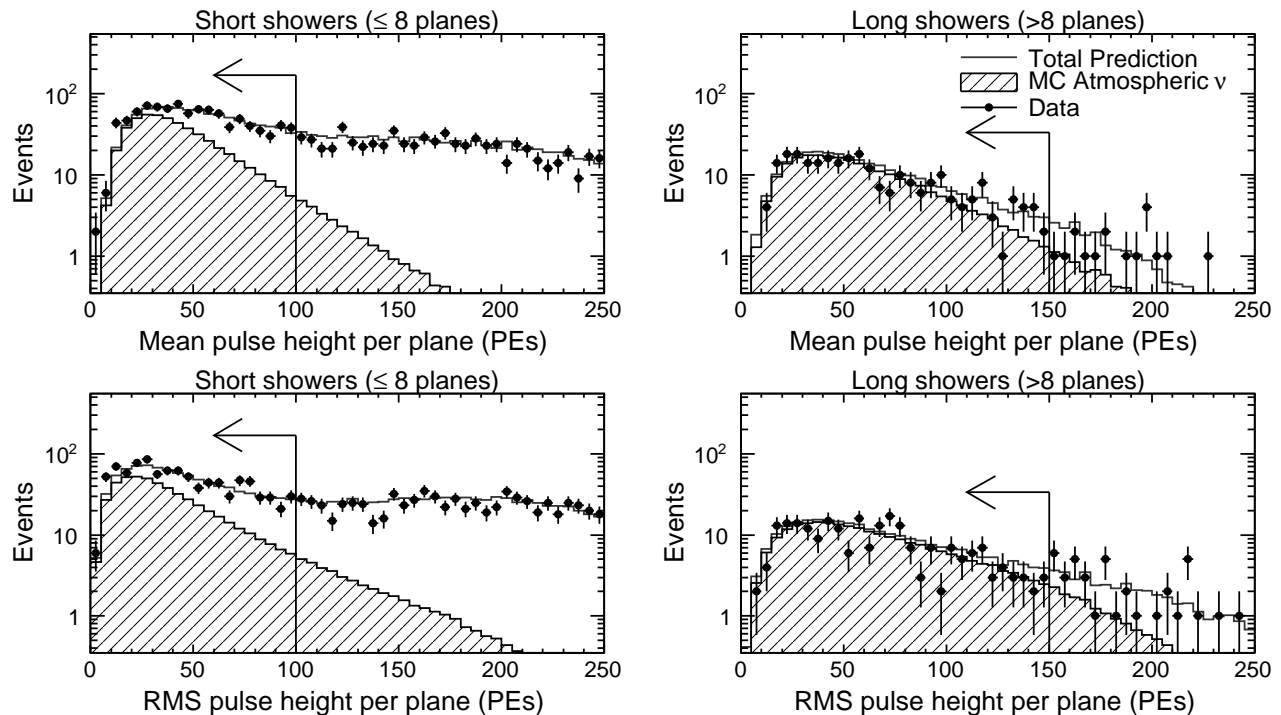 Short showers (≤ 8 planes)
Events
10²
10
1
0 50 100 150 200 250
Mean pulse height per plane (PEs)
Long showers (>8 planes)
Total Prediction
MC Atmospheric ν
Data
Events
10²
10
1
0 50 100 150 200 250
Mean pulse height per plane (PEs)
Short showers (≤ 8 planes)
Events
10²
10
1
0 50 100 150 200 250
RMS pulse height per plane (PEs)
Long showers (>8 planes)
Events
10²
10
1
0 50 100 150 200 250
RMS pulse height per plane (PEs)